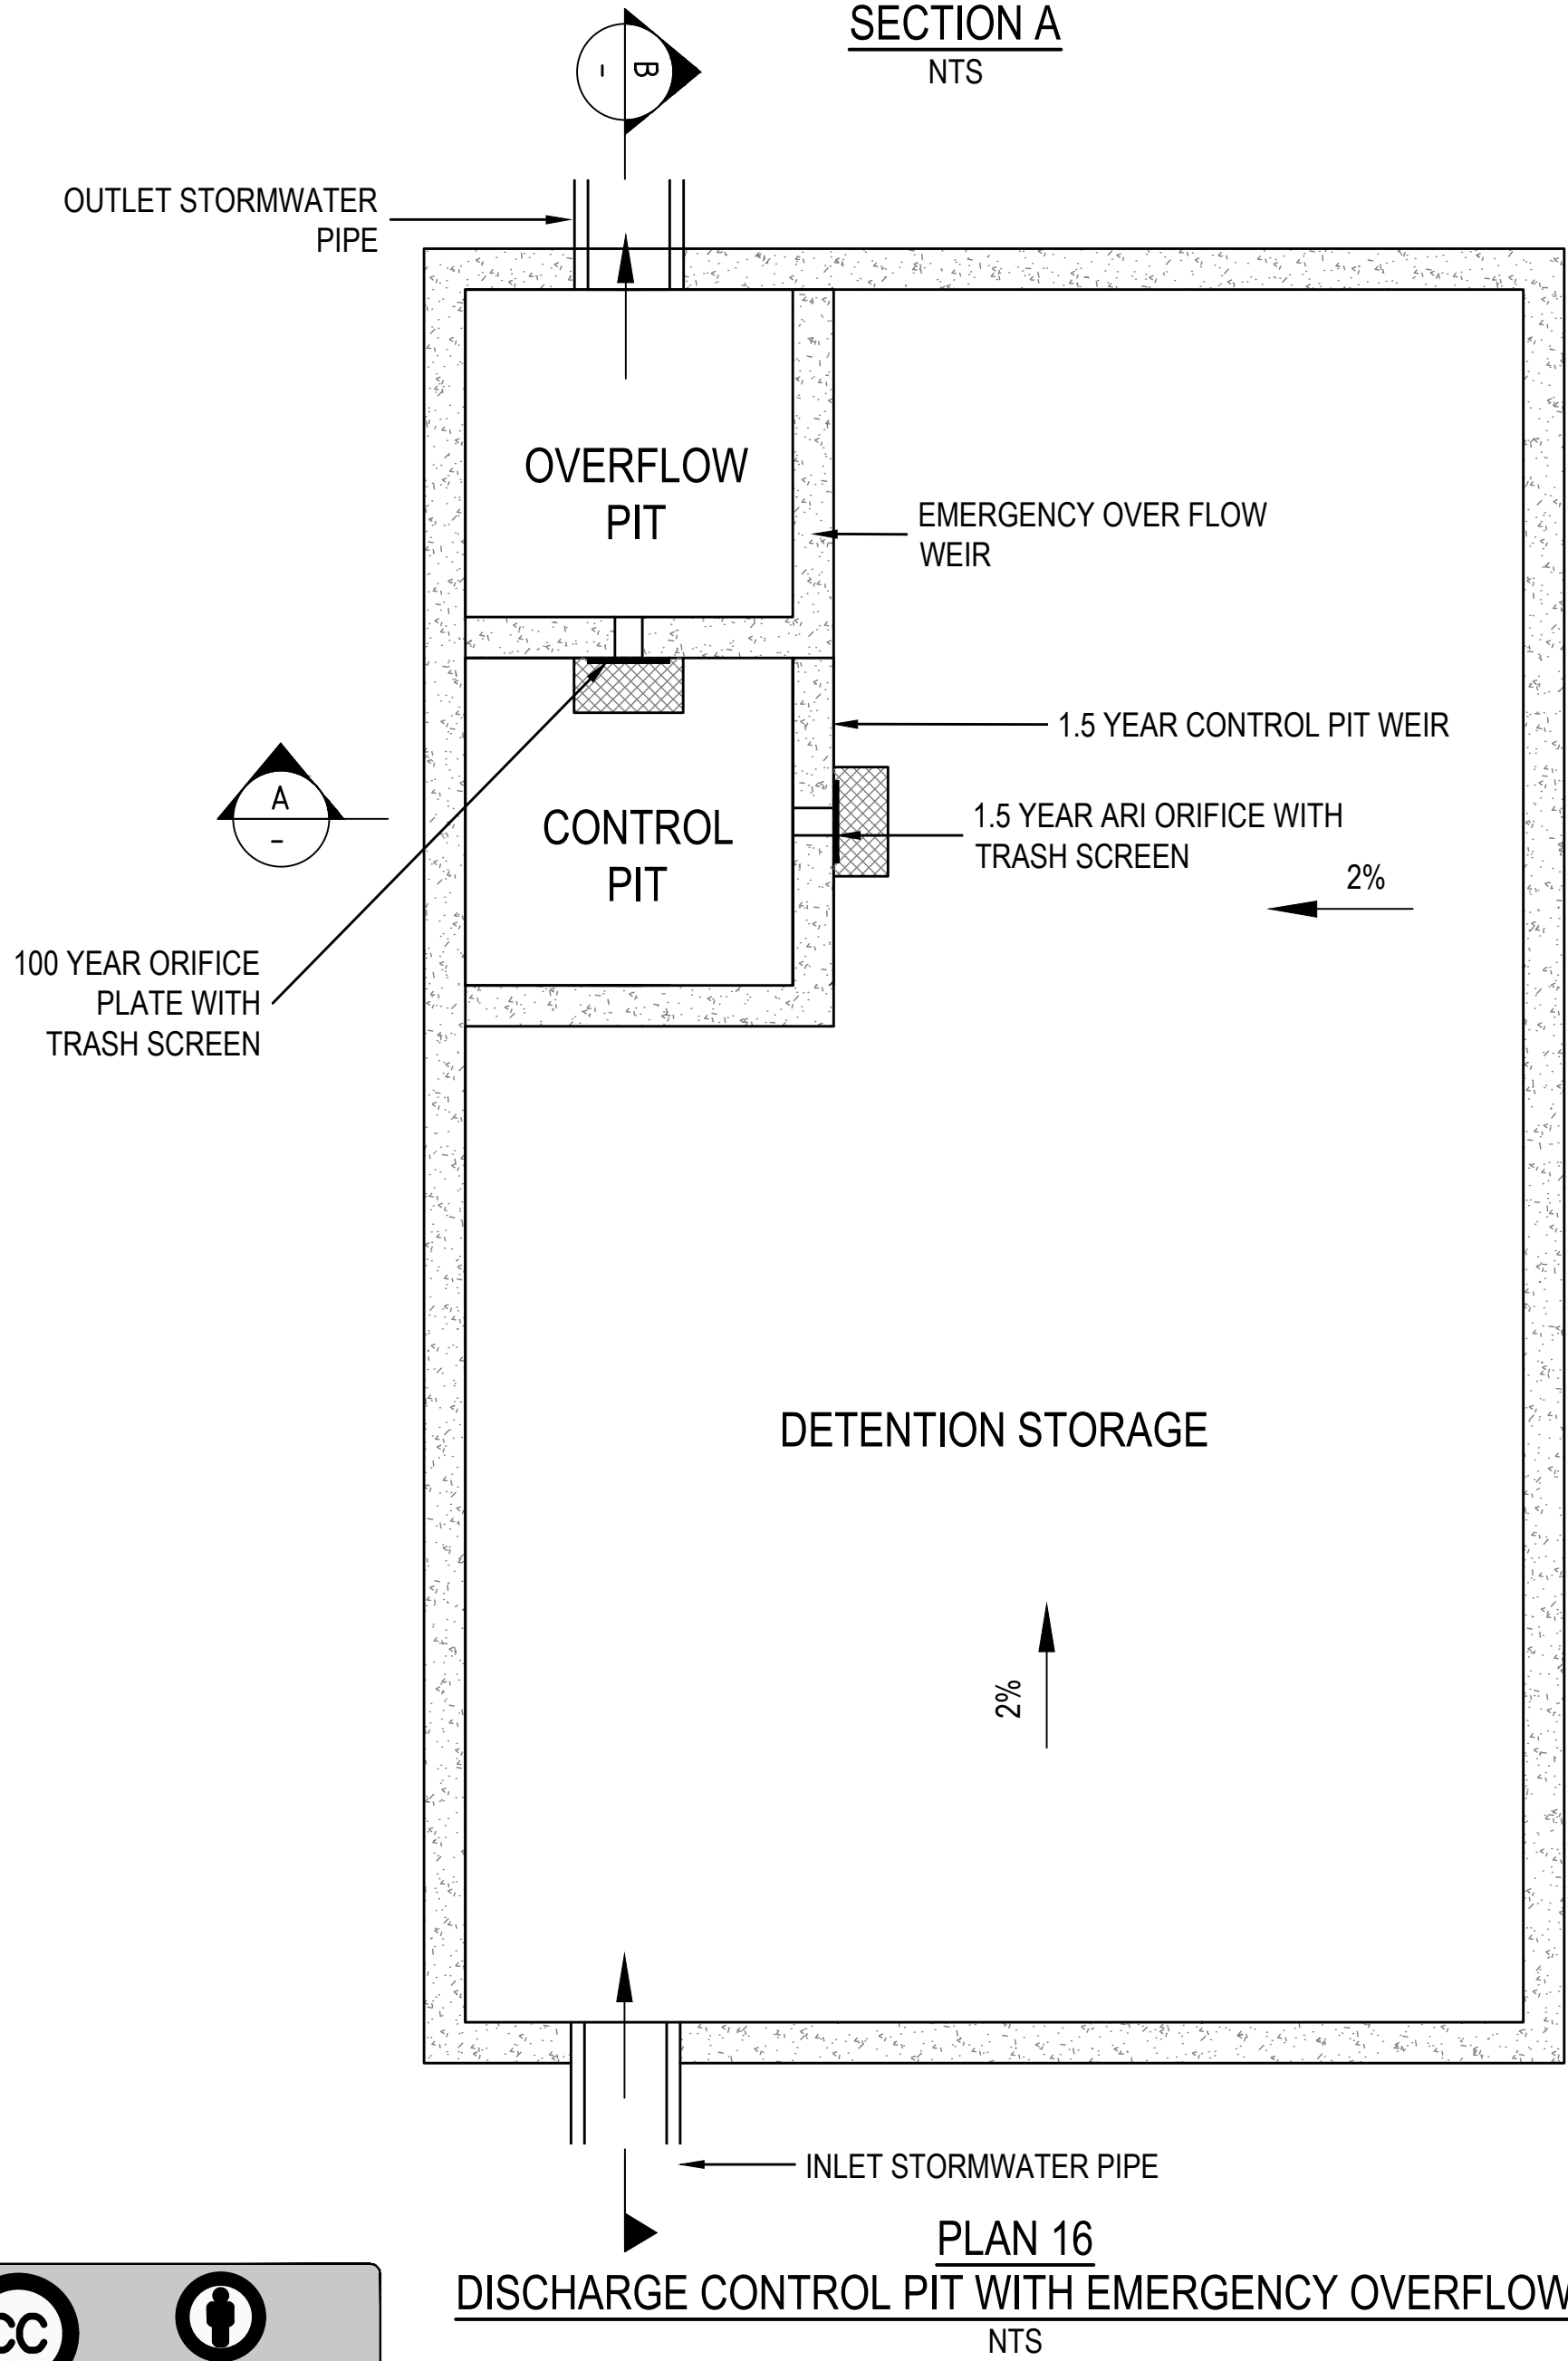 SECTION A
NTS
B
-
OUTLET STORMWATER
PIPE
OVERFLOW
PIT
EMERGENCY OVER FLOW
WEIR
1.5 YEAR CONTROL PIT WEIR
A
-
CONTROL
PIT
1.5 YEAR ARI ORIFICE WITH
TRASH SCREEN
2%
100 YEAR ORIFICE
PLATE WITH
TRASH SCREEN
DETENTION STORAGE
2%
INLET STORMWATER PIPE
PLAN 16
DISCHARGE CONTROL PIT WITH EMERGENCY OVERFLOW
NTS
cc